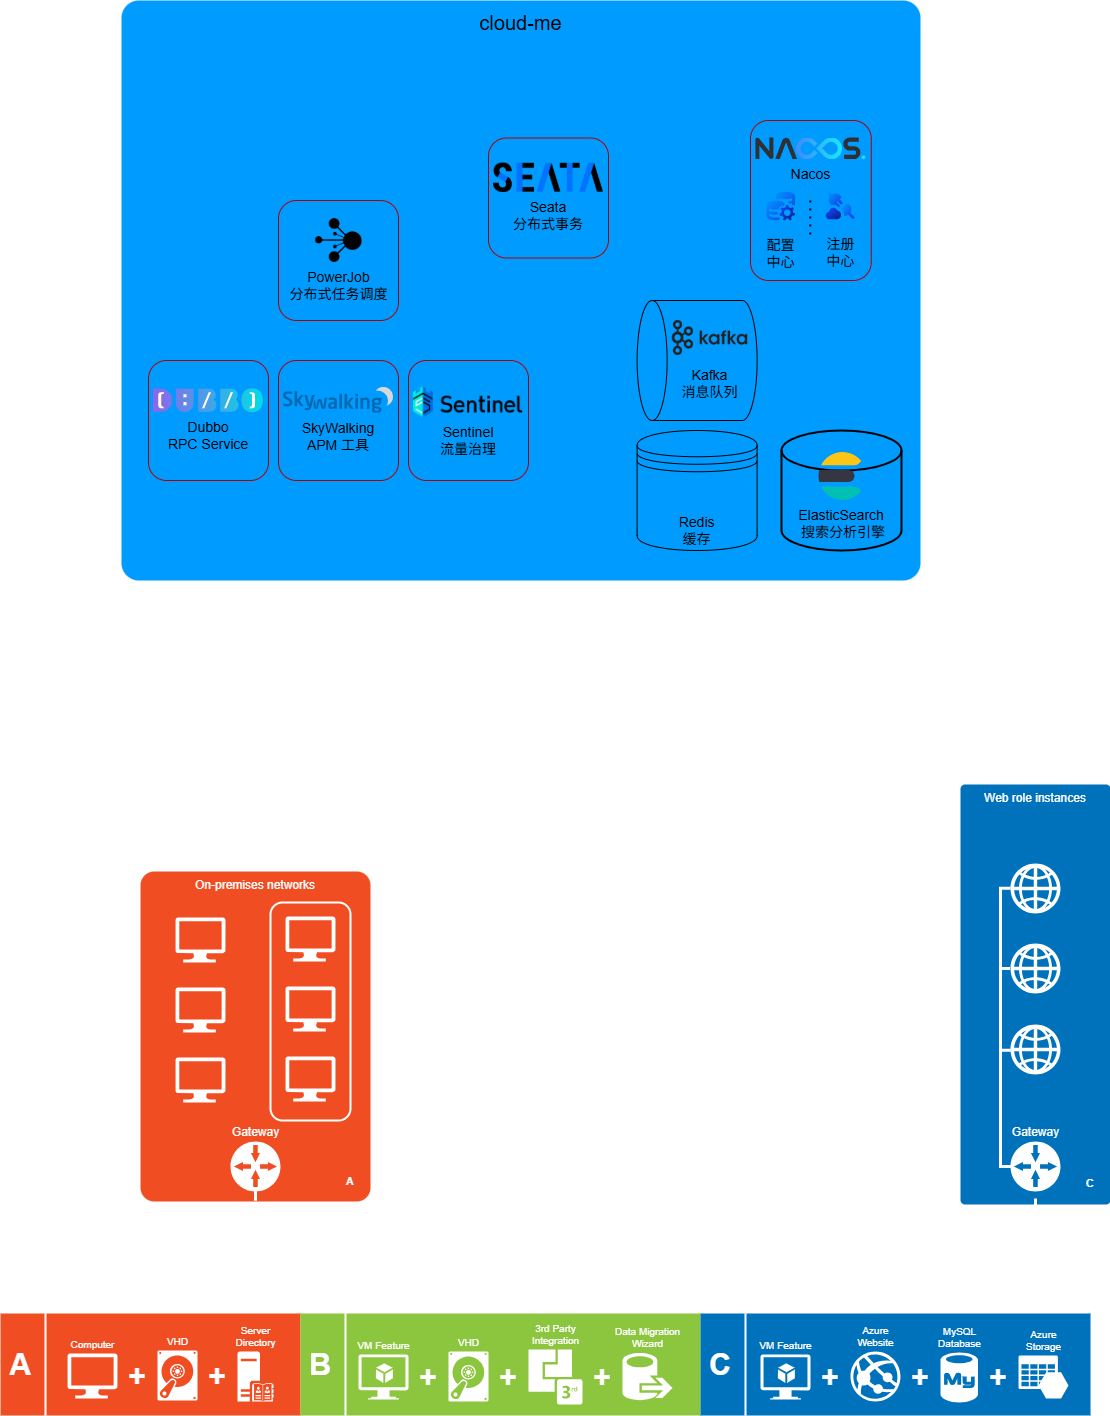 cloud-me
NACOS.
Nacos
配置
中心
注册
中心
SEATA
Seata
分布式事务
PowerJob
分布式任务调度
kafka
Kafka
消息队列
[:///]
Dubbo
RPC Service
Skywalking
SkyWalking
APM 工具
Sentinel
Sentinel
流量治理
Redis
缓存
ElasticSearch
搜索分析引擎
Web role instances
Gateway
C
On-premises networks
Gateway
A
A
Computer
VHD
Server
Directory
B
VM Feature
VHD
3rd Party
Integration
3rd
Data Migration
Wizard
C
VM Feature
Azure
Website
MySQL
Database
My
Azure
Storage